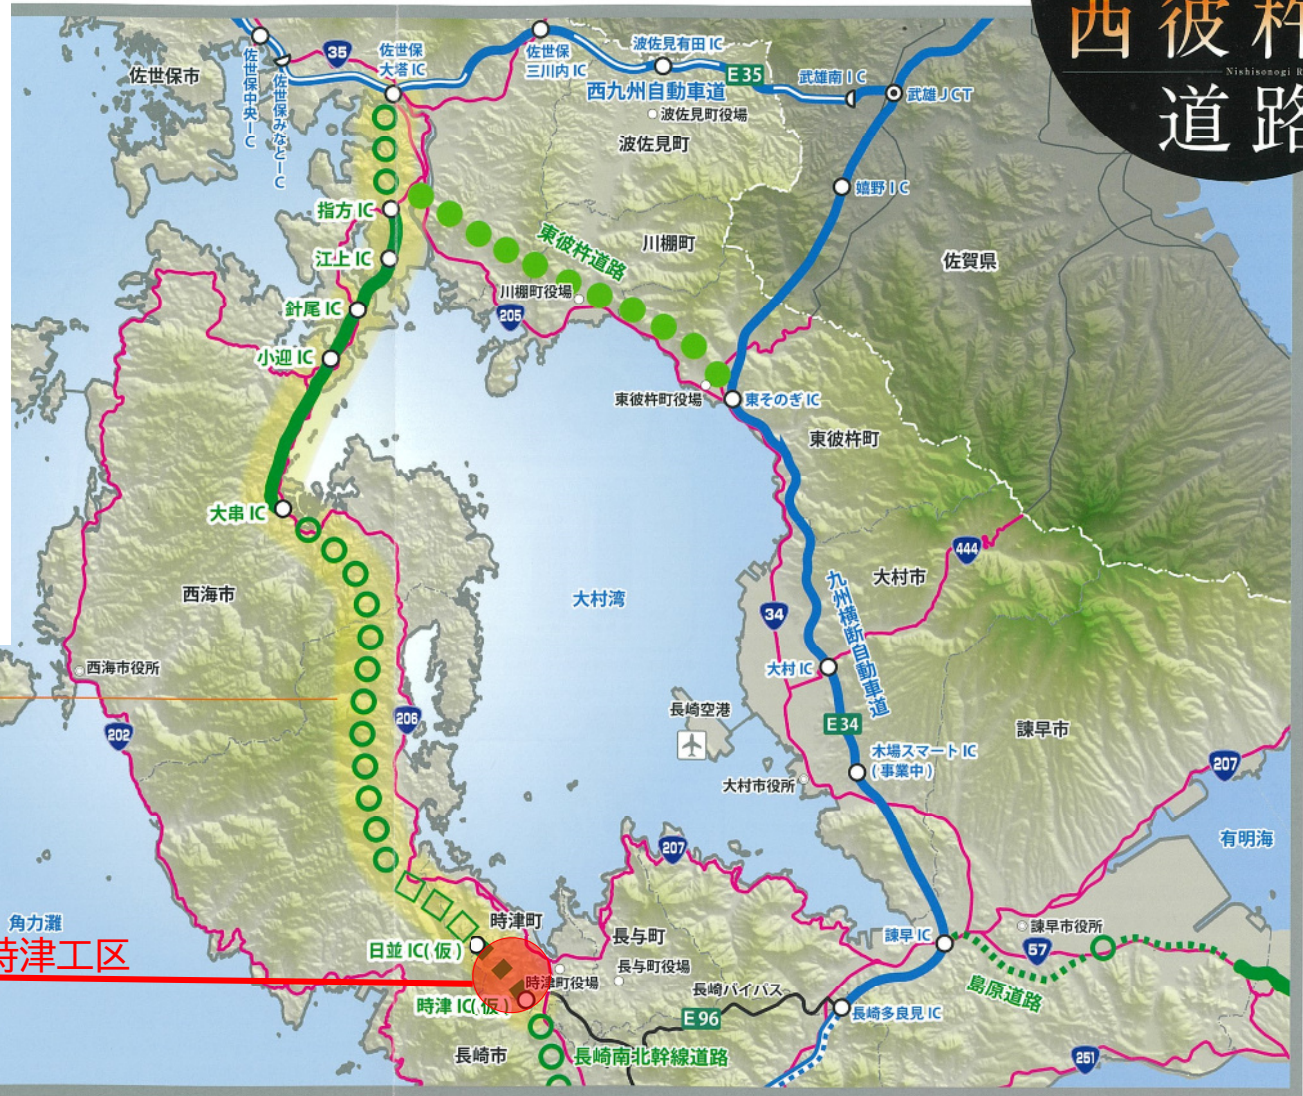 西彼杵
Nishisonogi R
道路
佐世保市
佐世保中央IC
佐世保みなとIC
35
佐世保
大塔IC
佐世保
三川内IC
波佐見有田IC
E35
西九州自動車道
武雄南IC
武雄JCT
波佐見町役場
波佐見町
嬉野IC
指方IC
江上IC
針尾IC
小迎IC
東彼杵道路
川棚町
川棚町役場
205
佐賀県
東彼杵町役場
東そのぎIC
東彼杵町
大串IC
西海市
大村湾
444
大村市
34
九州横断自動車道
西海市役所
大村IC
202
206
長崎空港
E34
諫早市
木場スマートIC
(事業中)
大村市役所
207
207
有明海
角力灘
時津町
日並IC(仮)
時津工区
長与町
長与町役場
時津町役場
時津IC(仮)
諫早IC
諫早市役所
57
島原道路
長崎バイパス
E96
長崎多良見IC
長崎市
長崎南北幹線道路
251